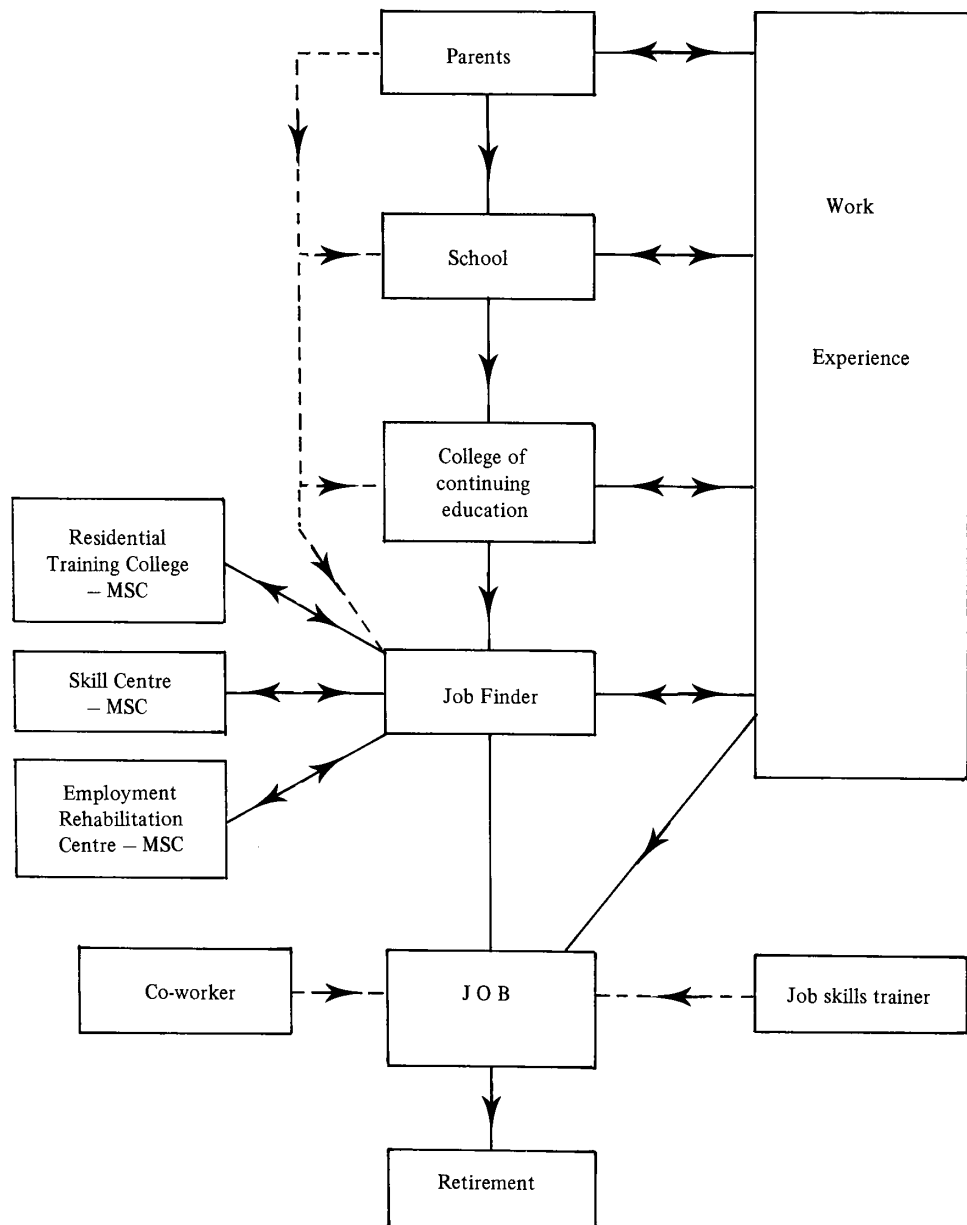 Parents
Work
Experience
School
College of
continuing
education
Residential
Training College
– MSC
Skill Centre
– MSC
Job Finder
Employment
Rehabilitation
Centre – MSC
Co-worker
J O B
Job skills trainer
Retirement